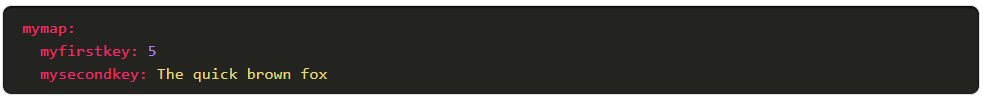 mymap:
  myfirstkey: 5
  mysecondkey: The quick brown fox